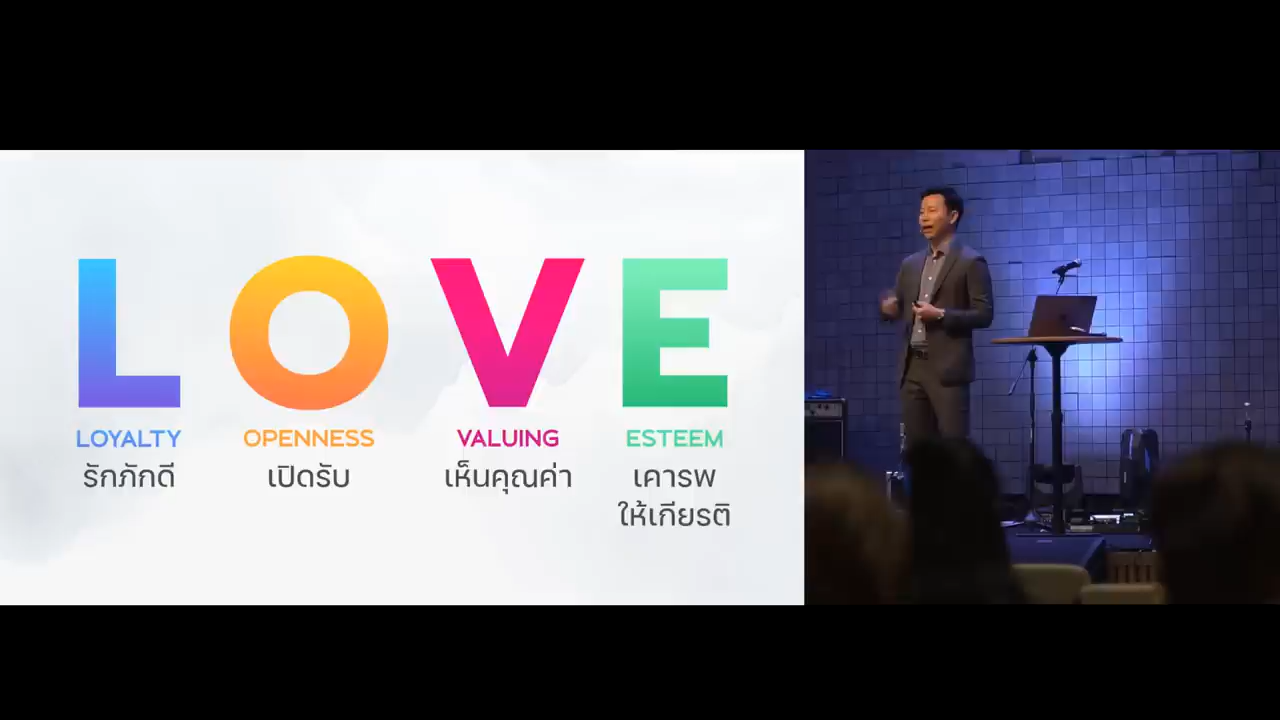 LOVE
LOYALTY OPENNESS VALUING ESTEEM
รักภักดี เปิดรับ เห็นคุณค่า เคารพ
ให้เกียรติ